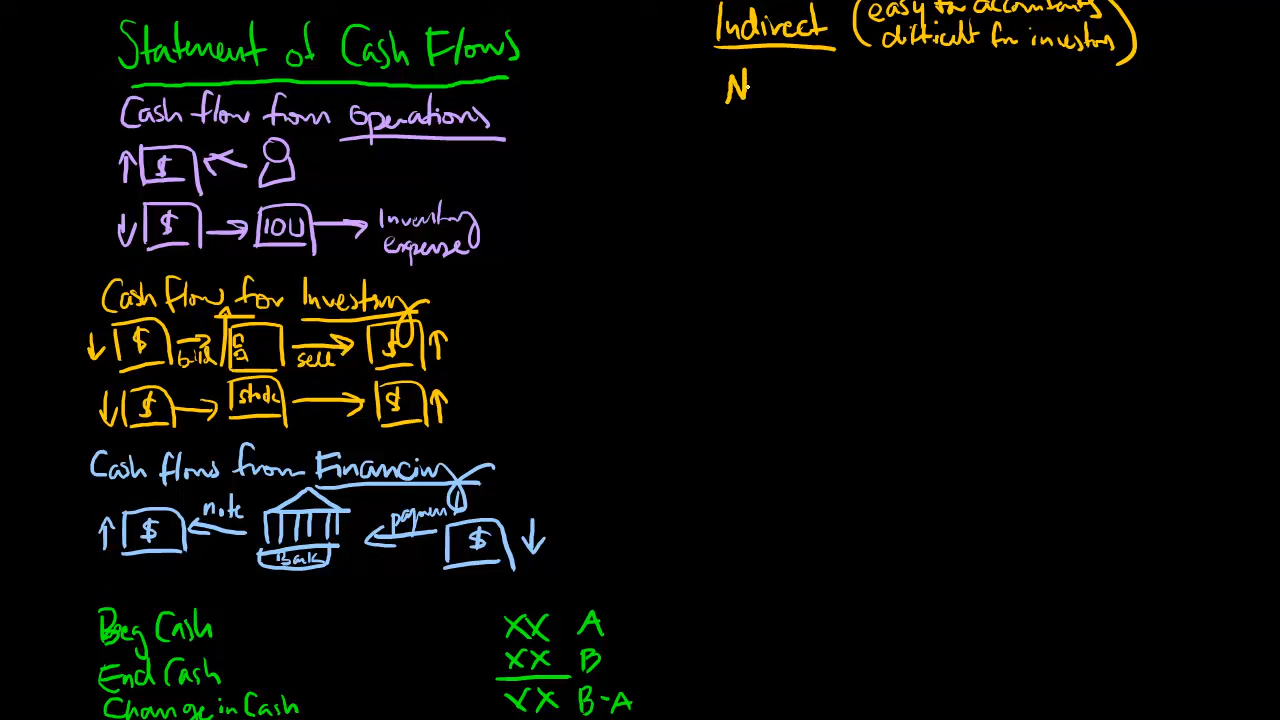 Statement of Cash Flows
Cash flow from operations
↑ $ ←
↓ $ → IOU → Inventory
expense
Cash flow for Investing
↓ $ → build → sell $ ↑
↓ $ → stock → $ ↑
Cash flows from Financing
↑ $ ← note Bank ← payment $ ↓
Beg Cash XX A
End Cash XX B
Change in Cash XX B-A
Indirect (easy for accountants
difficult for investors)
N